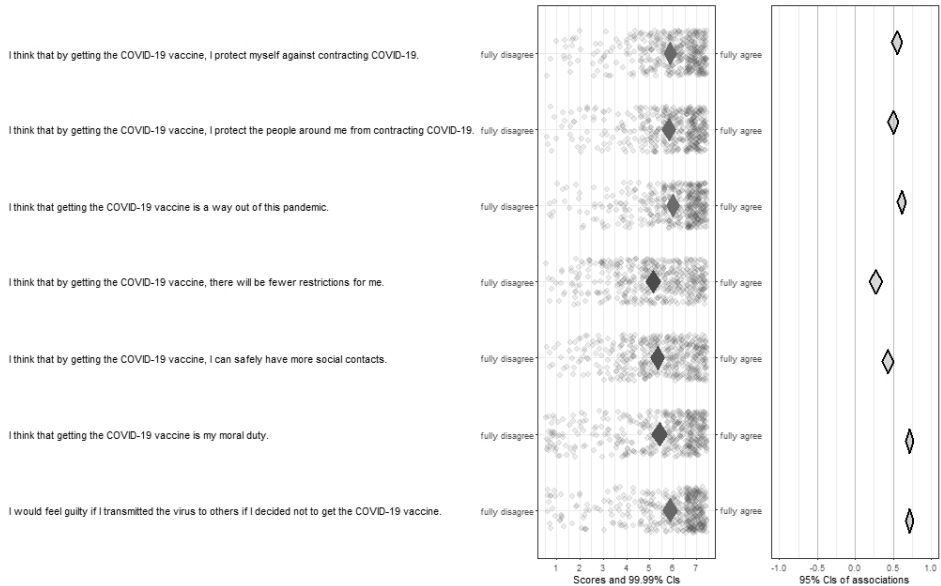 I think that by getting the COVID-19 vaccine, I protect myself against contracting COVID-19. fully disagree fully agree
I think that by getting the COVID-19 vaccine, I protect the people around me from contracting COVID-19. fully disagree fully agree
I think that getting the COVID-19 vaccine is a way out of this pandemic. fully disagree fully agree
I think that by getting the COVID-19 vaccine, there will be fewer restrictions for me. fully disagree fully agree
I think that by getting the COVID-19 vaccine, I can safely have more social contacts. fully disagree fully agree
I think that getting the COVID-19 vaccine is my moral duty. fully disagree fully agree
I would feel guilty if I transmitted the virus to others if I decided not to get the COVID-19 vaccine. fully disagree fully agree
1 2 3 4 5 6 7 -1.0 -0.5 0.0 0.5 1.0
Scores and 99.99% CIs 95% CIs of associations